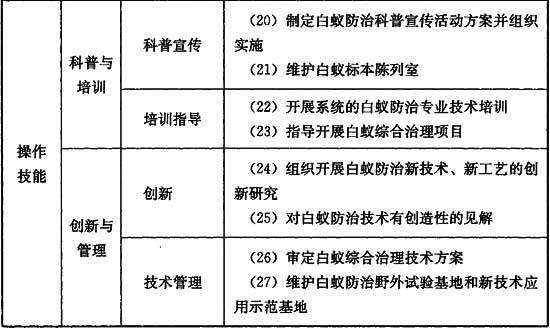 操作
技能
科普与
培训
科普宣传
(20) 制定白蚁防治科普宣传活动方案并组织
实施
(21) 维护白蚁标本陈列室
培训指导
(22) 开展系统的白蚁防治专业技术培训
(23) 指导开展白蚁综合治理项目
创新与
管理
创新
(24) 组织开展白蚁防治新技术、新工艺的创
新研究
(25) 对白蚁防治技术有创造性的见解
技术管理
(26) 审定白蚁综合治理技术方案
(27) 维护白蚁防治野外试验基地和新技术应
用示范基地